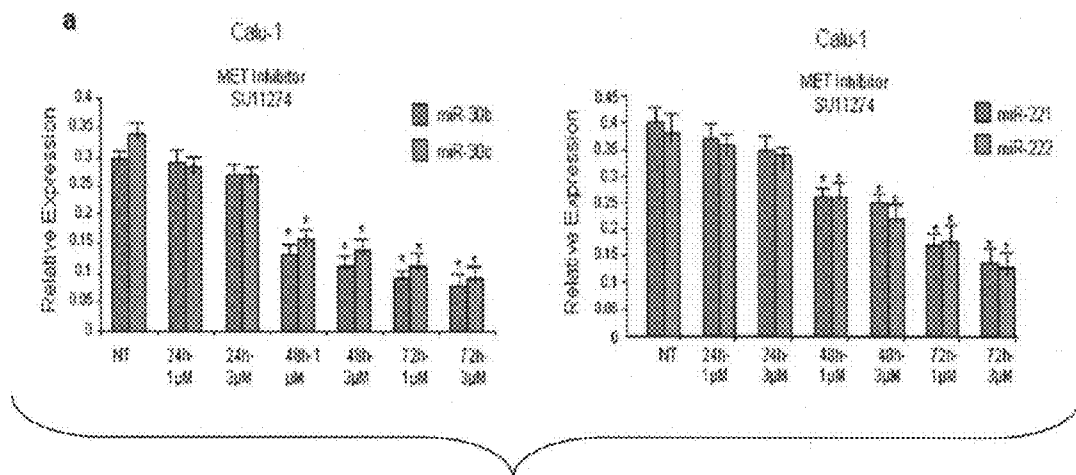 a
Calu-1
MET Inhibitor
SU11274
Relative Expression
0.4
0.35
0.3
0.25
0.2
0.15
0.1
0.05
0
miR-30b
miR-30c
NT
24h-
1µM
24h-
3µM
48h-1
µM
48h-
3µM
72h-
1µM
72h-
3µM
Calu-1
MET Inhibitor
SU11274
Relative Expression
0.45
0.4
0.35
0.3
0.25
0.2
0.15
0.1
0.05
0
miR-221
miR-222
NT
24h-
1µM
24h-
3µM
48h-
1µM
48h-
3µM
72h-
1µM
72h-
3µM